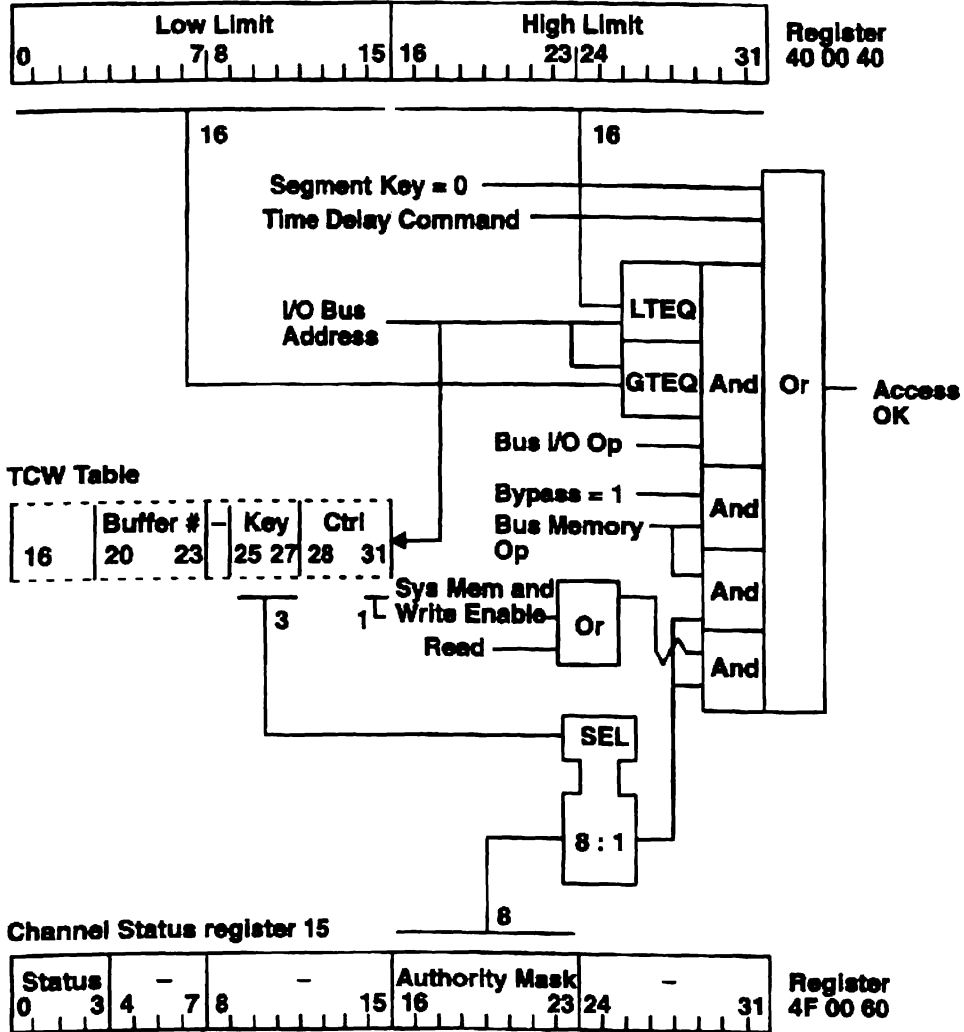 Low Limit High Limit
0 7 8 15 16 23 24 31
Register
40 00 40
16 16
Segment Key = 0
Time Delay Command
I/O Bus
Address
LTEQ
GTEQ And Or
Access
OK
Bus I/O Op
TCW Table
Bypass = 1
And
Bus Memory
Op
Buffer # – Key Ctrl
16 20 23 25 27 28 31
And
Sys Mem and
Write Enable
3 1
Or
Read
And
SEL
8 : 1
8
Channel Status register 15
Status – – Authority Mask –
0 3 4 7 8 15 16 23 24 31
Register
4F 00 60